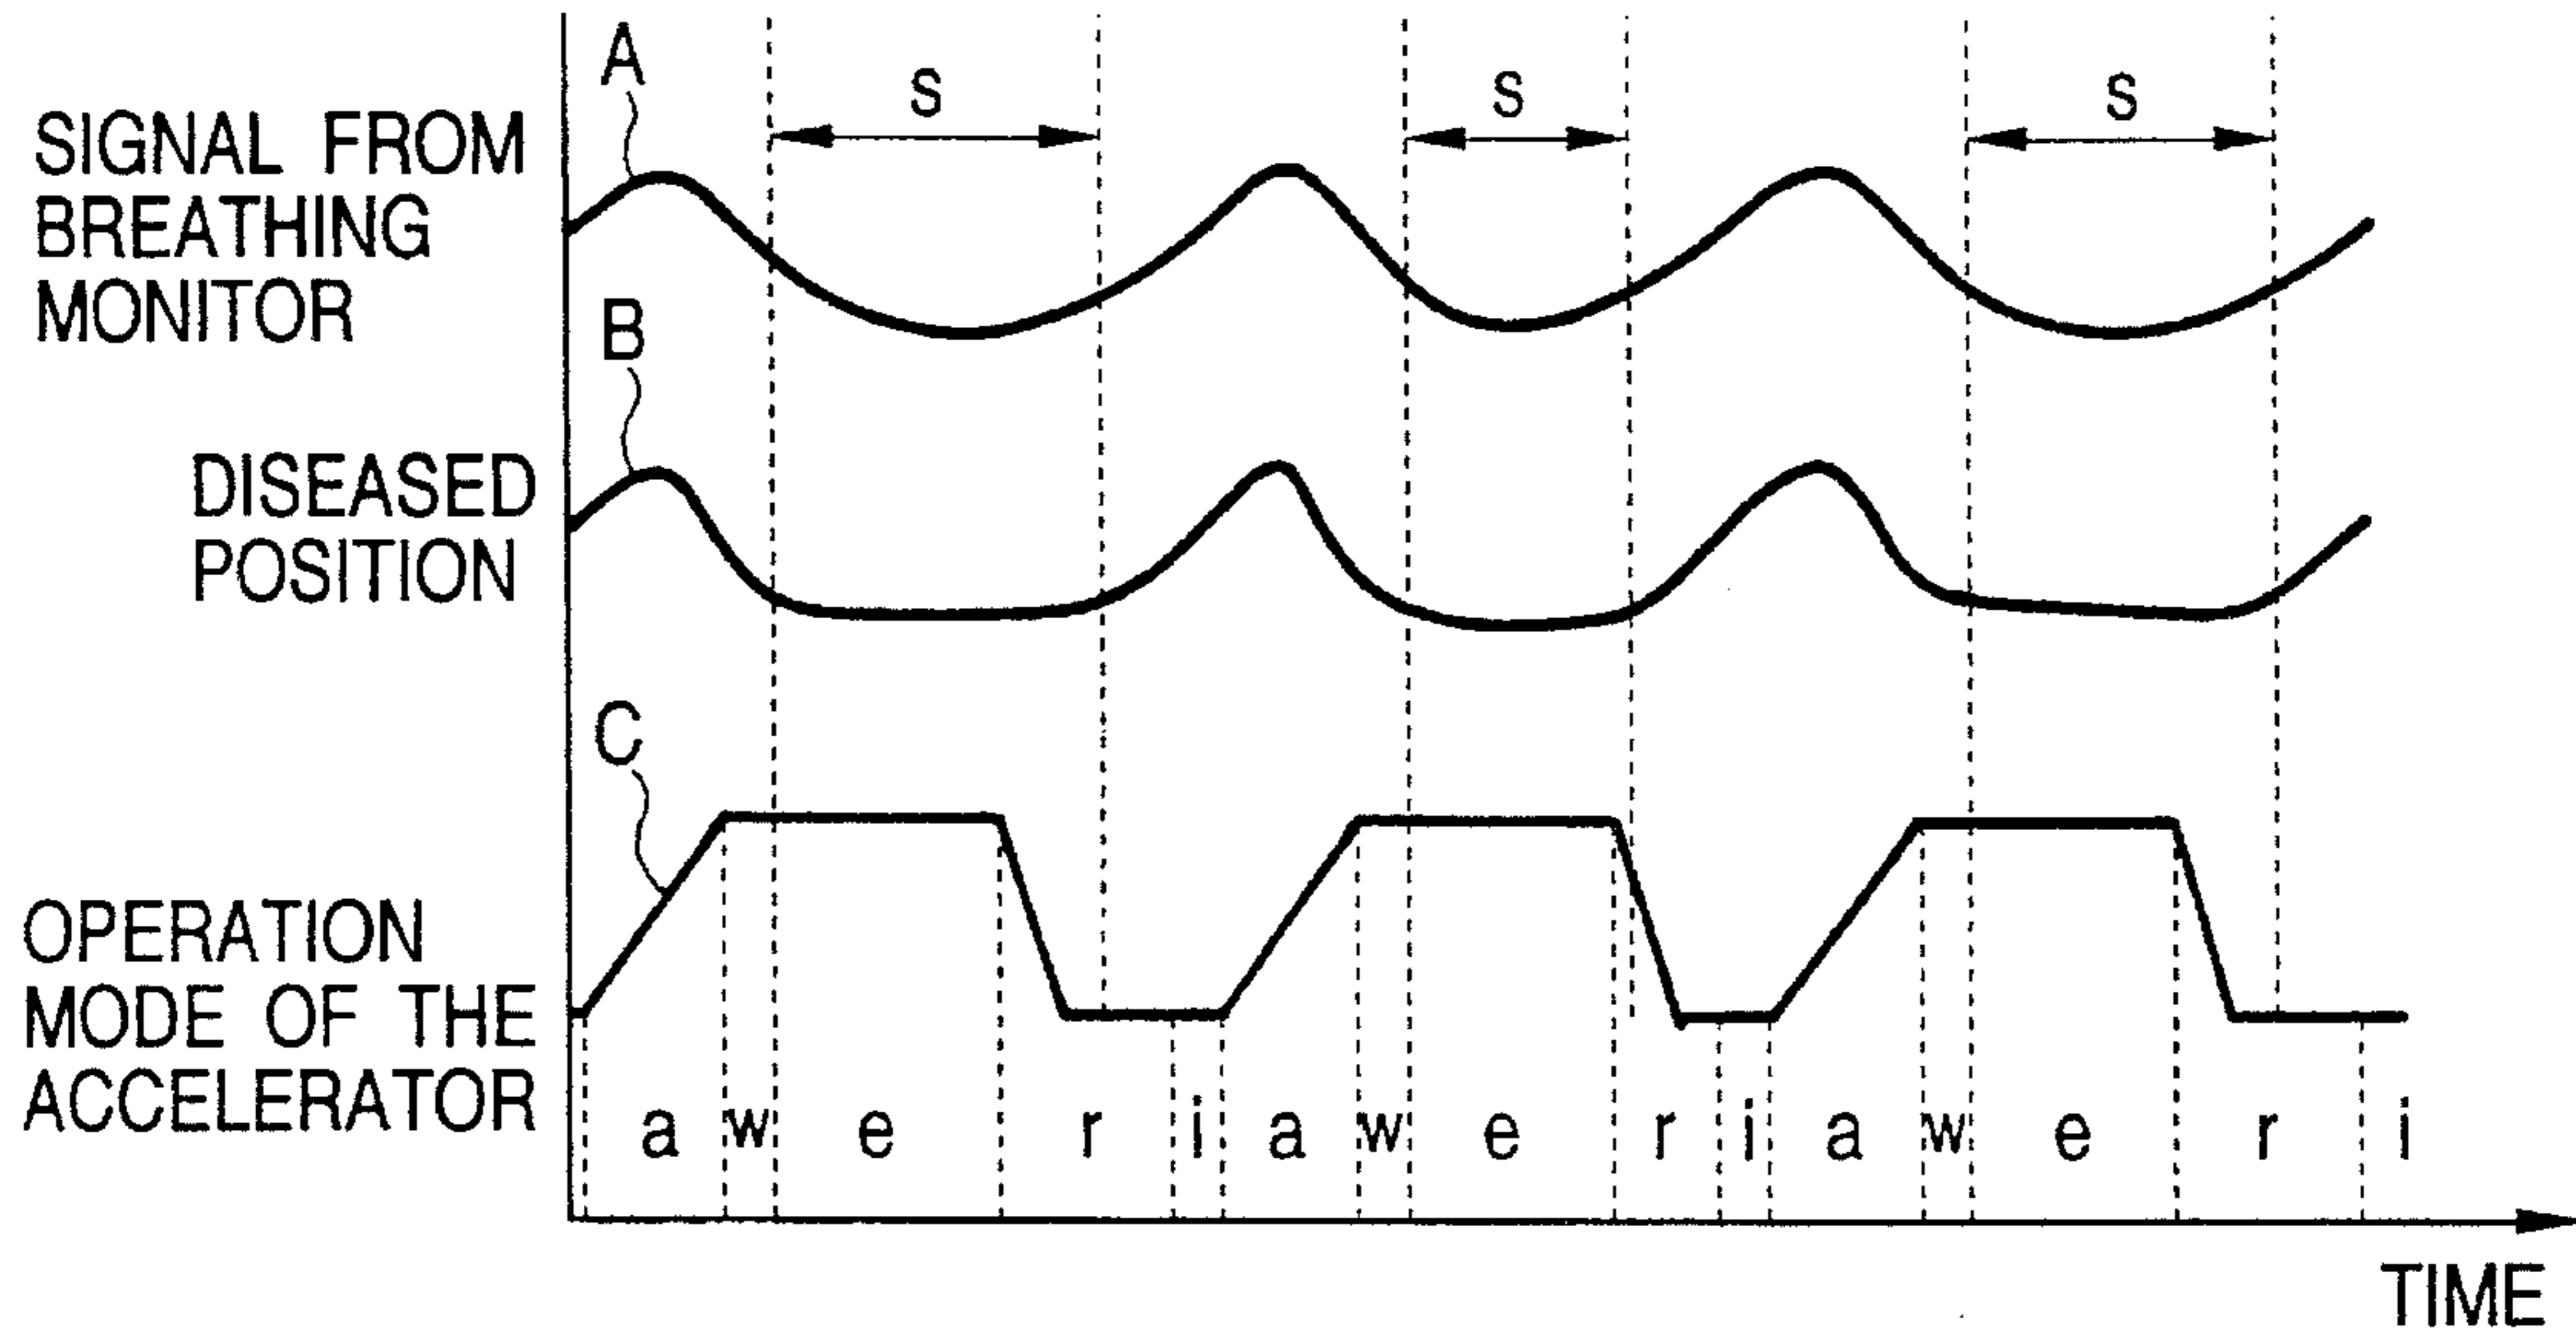 A
s
s
s
SIGNAL FROM
BREATHING
MONITOR
B
DISEASED
POSITION
C
OPERATION
MODE OF THE
ACCELERATOR
a w e r i a w e r i a w e r i
TIME